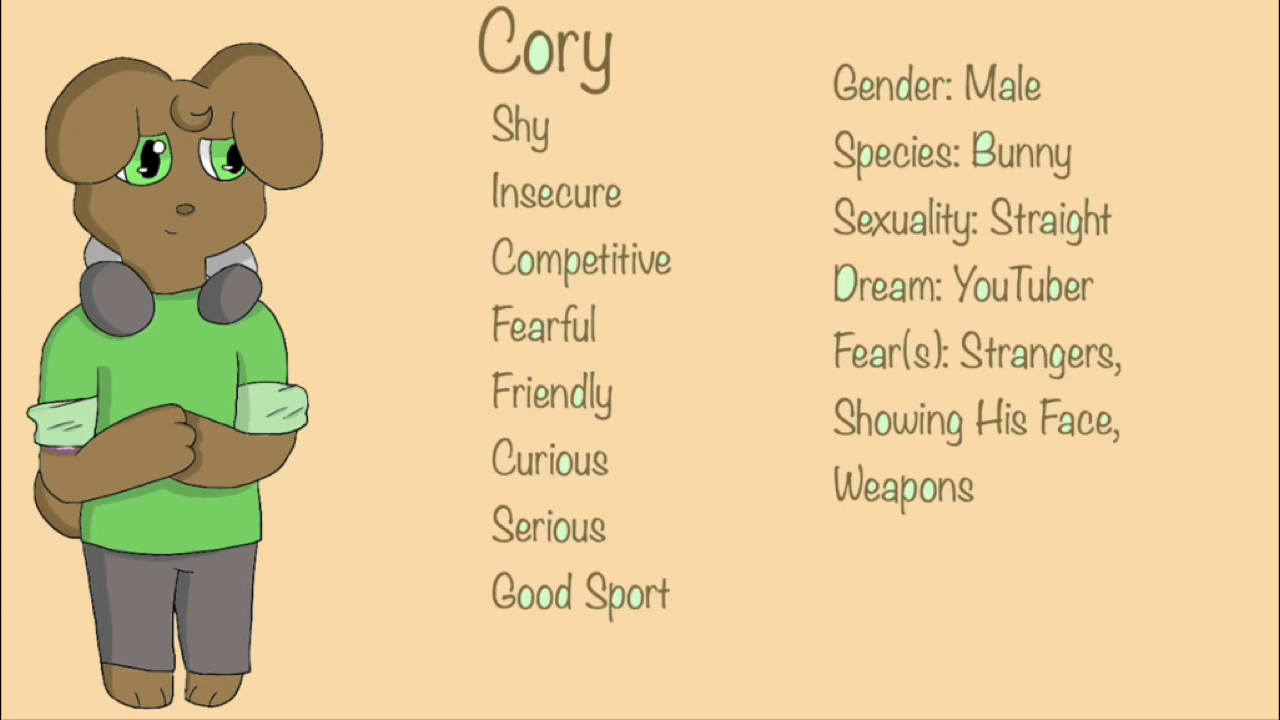 Cory
Shy
Insecure
Competitive
Fearful
Friendly
Curious
Serious
Good Sport
Gender: Male
Species: Bunny
Sexuality: Straight
Dream: YouTuber
Fear(s): Strangers,
Showing His Face,
Weapons